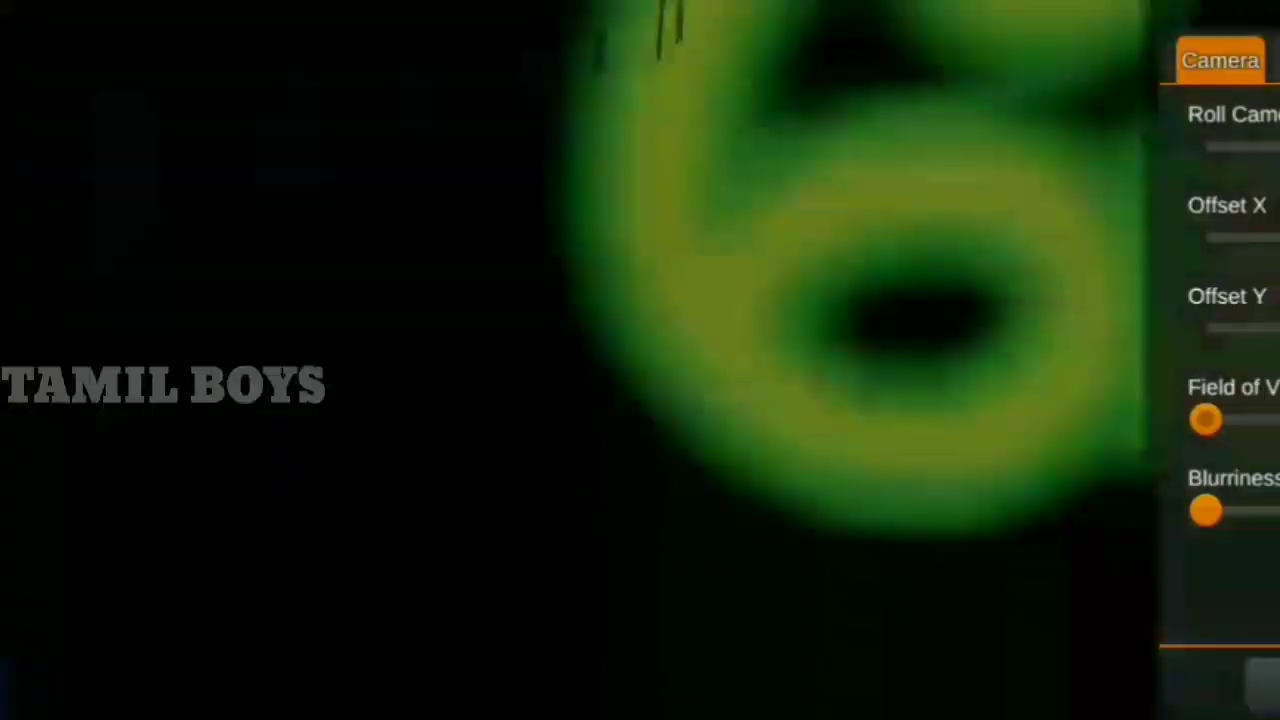 Camera
Roll Came
Offset X
Offset Y
TAMIL BOYS
Field of V
Blurriness